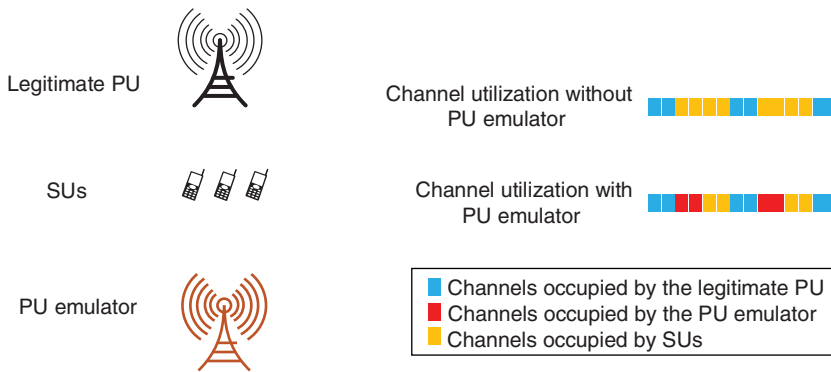 Legitimate PU
Channel utilization without
PU emulator
SUs
Channel utilization with
PU emulator
PU emulator
Channels occupied by the legitimate PU
Channels occupied by the PU emulator
Channels occupied by SUs